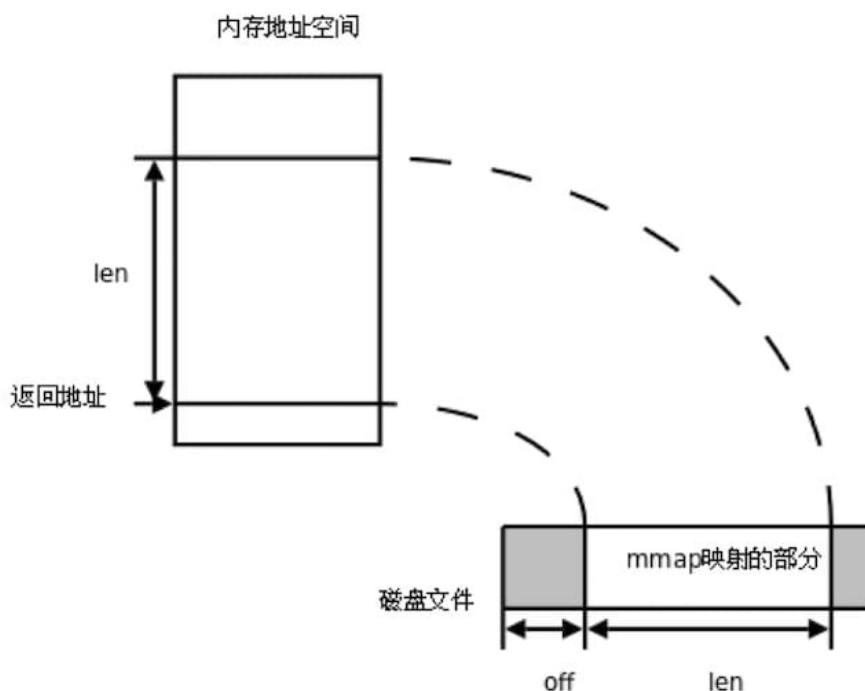 内存地址空间
len
返回地址
mmap映射的部分
磁盘文件
off
len